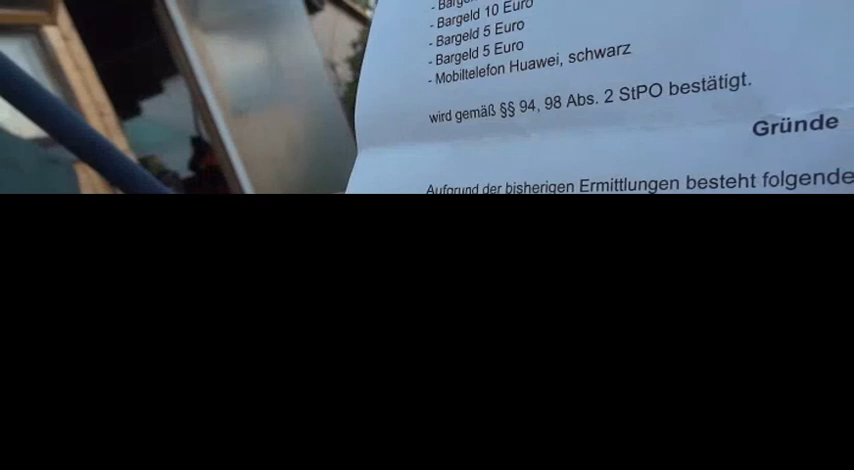 - Bargeld 10 Euro
- Bargeld 5 Euro
- Bargeld 5 Euro
- Mobiltelefon Huawei, schwarz
wird gemäß §§ 94, 98 Abs. 2 StPO bestätigt.
Gründe
Aufgrund der bisherigen Ermittlungen besteht folgende